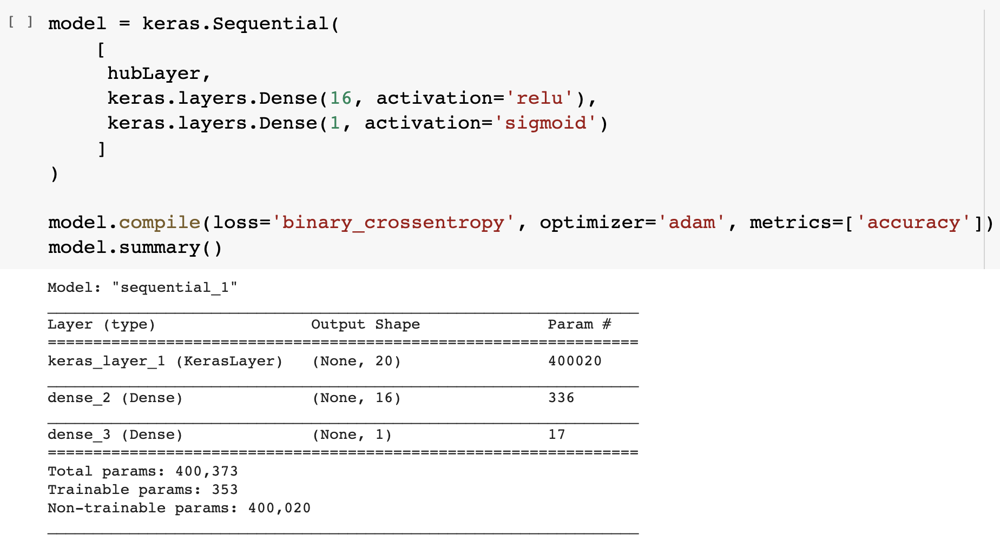 [ ] model = keras.Sequential(
[
hubLayer,
keras.layers.Dense(16, activation='relu'),
keras.layers.Dense(1, activation='sigmoid')
]
)
model.compile(loss='binary_crossentropy', optimizer='adam', metrics=['accuracy'])
model.summary()
Model: "sequential_1"
_________________________________________________________________
Layer (type) Output Shape Param #
=================================================================
keras_layer_1 (KerasLayer) (None, 20) 400020
_________________________________________________________________
dense_2 (Dense) (None, 16) 336
_________________________________________________________________
dense_3 (Dense) (None, 1) 17
=================================================================
Total params: 400,373
Trainable params: 353
Non-trainable params: 400,020
_________________________________________________________________